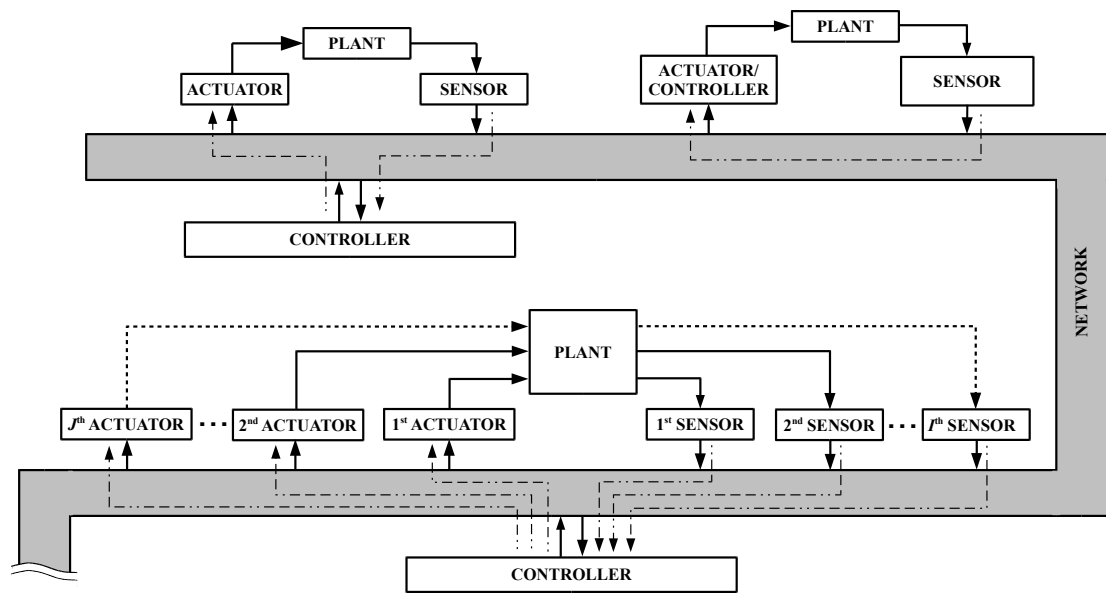 PLANT
ACTUATOR
SENSOR
PLANT
ACTUATOR/
CONTROLLER
SENSOR
CONTROLLER
NETWORK
PLANT
Jth ACTUATOR
···
2nd ACTUATOR
1st ACTUATOR
1st SENSOR
2nd SENSOR
···
Ith SENSOR
CONTROLLER